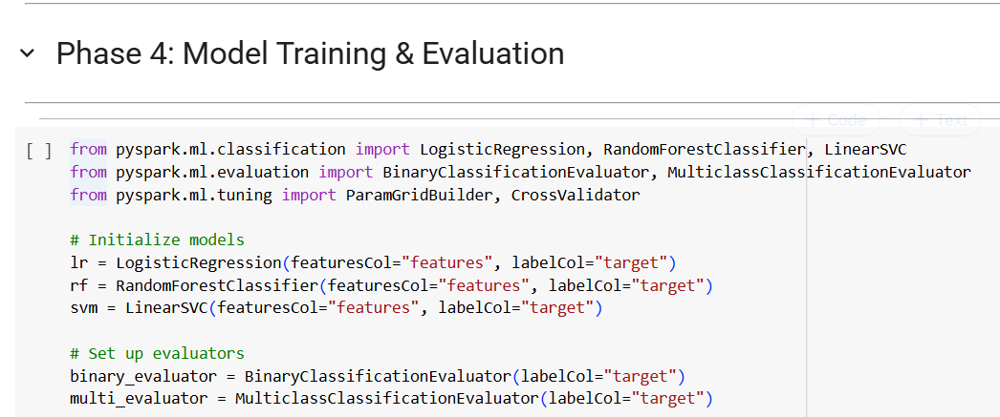 Phase 4: Model Training & Evaluation
+ Code + Text
[ ] from pyspark.ml.classification import LogisticRegression, RandomForestClassifier, LinearSVC
from pyspark.ml.evaluation import BinaryClassificationEvaluator, MulticlassClassificationEvaluator
from pyspark.ml.tuning import ParamGridBuilder, CrossValidator
# Initialize models
lr = LogisticRegression(featuresCol="features", labelCol="target")
rf = RandomForestClassifier(featuresCol="features", labelCol="target")
svm = LinearSVC(featuresCol="features", labelCol="target")
# Set up evaluators
binary_evaluator = BinaryClassificationEvaluator(labelCol="target")
multi_evaluator = MulticlassClassificationEvaluator(labelCol="target")